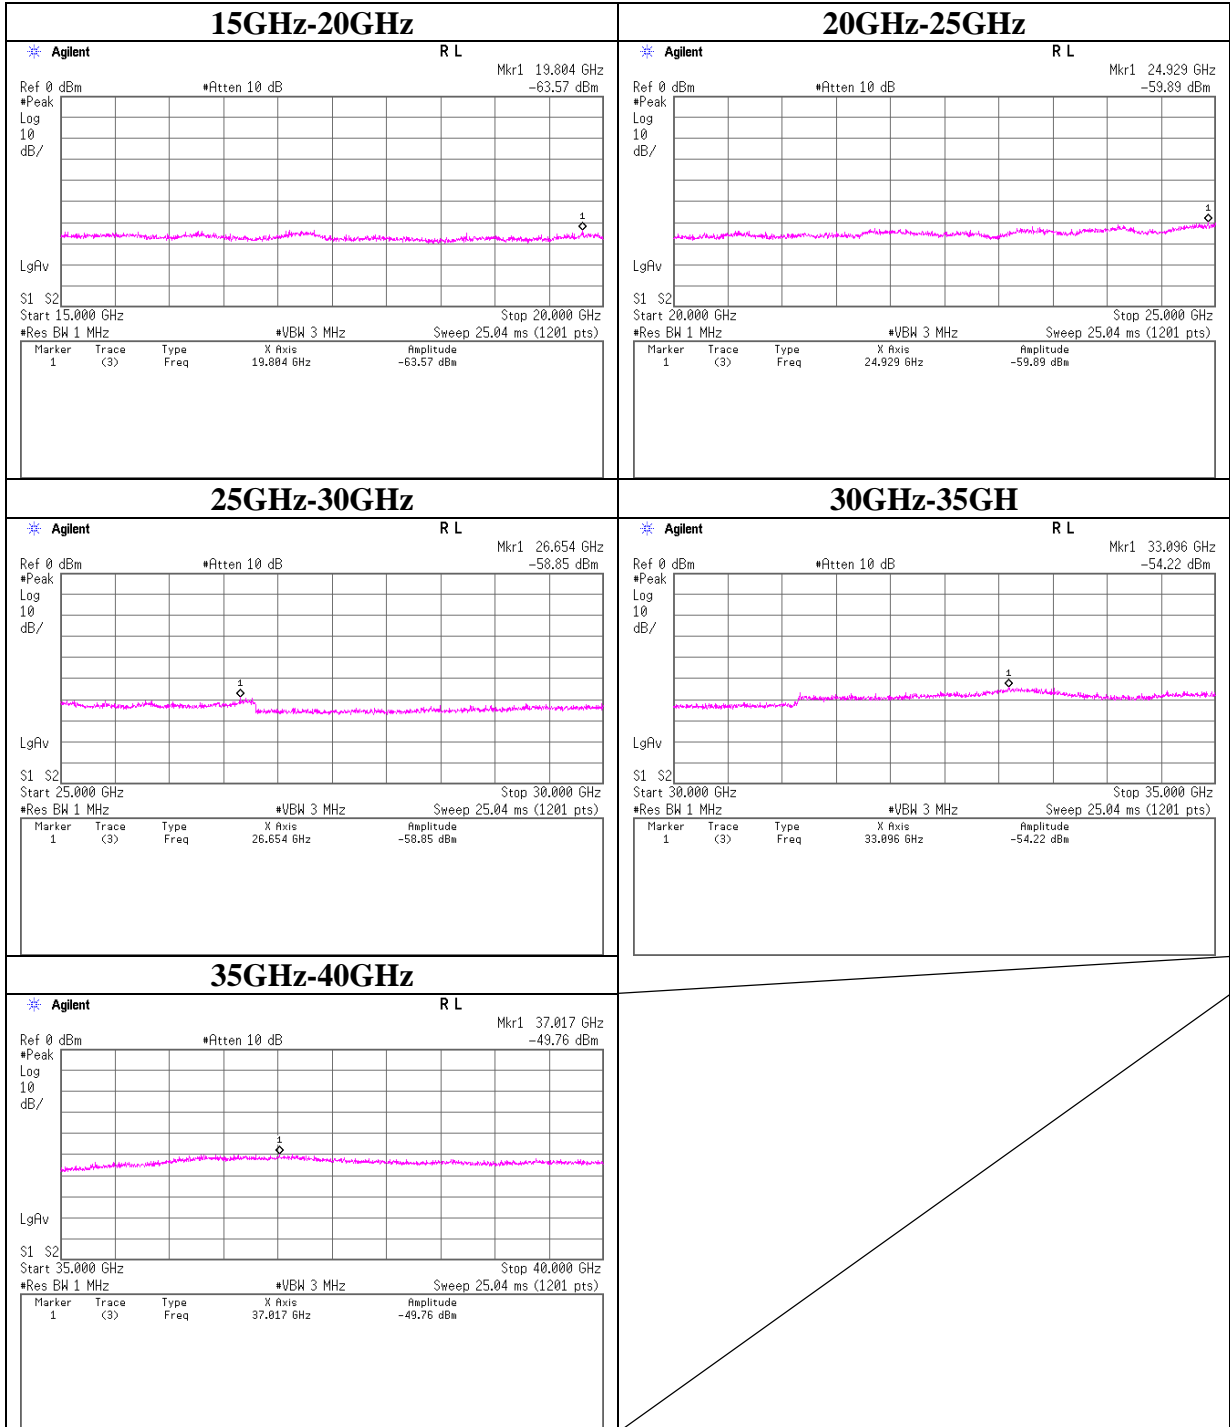 15GHz-20GHz
Agilent R L
Mkr1 19.804 GHz
Ref 0 dBm #Atten 10 dB -63.57 dBm
#Peak
Log
10
dB/
1
LgAv
S1 S2
Start 15.000 GHz Stop 20.000 GHz
#Res BW 1 MHz #VBW 3 MHz Sweep 25.04 ms (1201 pts)
Marker Trace Type X Axis Amplitude
1 (3) Freq 19.804 GHz -63.57 dBm
20GHz-25GHz
Agilent R L
Mkr1 24.929 GHz
Ref 0 dBm #Atten 10 dB -59.89 dBm
#Peak
Log
10
dB/
1
LgAv
S1 S2
Start 20.000 GHz Stop 25.000 GHz
#Res BW 1 MHz #VBW 3 MHz Sweep 25.04 ms (1201 pts)
Marker Trace Type X Axis Amplitude
1 (3) Freq 24.929 GHz -59.89 dBm
25GHz-30GHz
Agilent R L
Mkr1 26.654 GHz
Ref 0 dBm #Atten 10 dB -58.85 dBm
#Peak
Log
10
dB/
1
LgAv
S1 S2
Start 25.000 GHz Stop 30.000 GHz
#Res BW 1 MHz #VBW 3 MHz Sweep 25.04 ms (1201 pts)
Marker Trace Type X Axis Amplitude
1 (3) Freq 26.654 GHz -58.85 dBm
30GHz-35GH
Agilent R L
Mkr1 33.096 GHz
Ref 0 dBm #Atten 10 dB -54.22 dBm
#Peak
Log
10
dB/
1
LgAv
S1 S2
Start 30.000 GHz Stop 35.000 GHz
#Res BW 1 MHz #VBW 3 MHz Sweep 25.04 ms (1201 pts)
Marker Trace Type X Axis Amplitude
1 (3) Freq 33.096 GHz -54.22 dBm
35GHz-40GHz
Agilent R L
Mkr1 37.017 GHz
Ref 0 dBm #Atten 10 dB -49.76 dBm
#Peak
Log
10
dB/
1
LgAv
S1 S2
Start 35.000 GHz Stop 40.000 GHz
#Res BW 1 MHz #VBW 3 MHz Sweep 25.04 ms (1201 pts)
Marker Trace Type X Axis Amplitude
1 (3) Freq 37.017 GHz -49.76 dBm